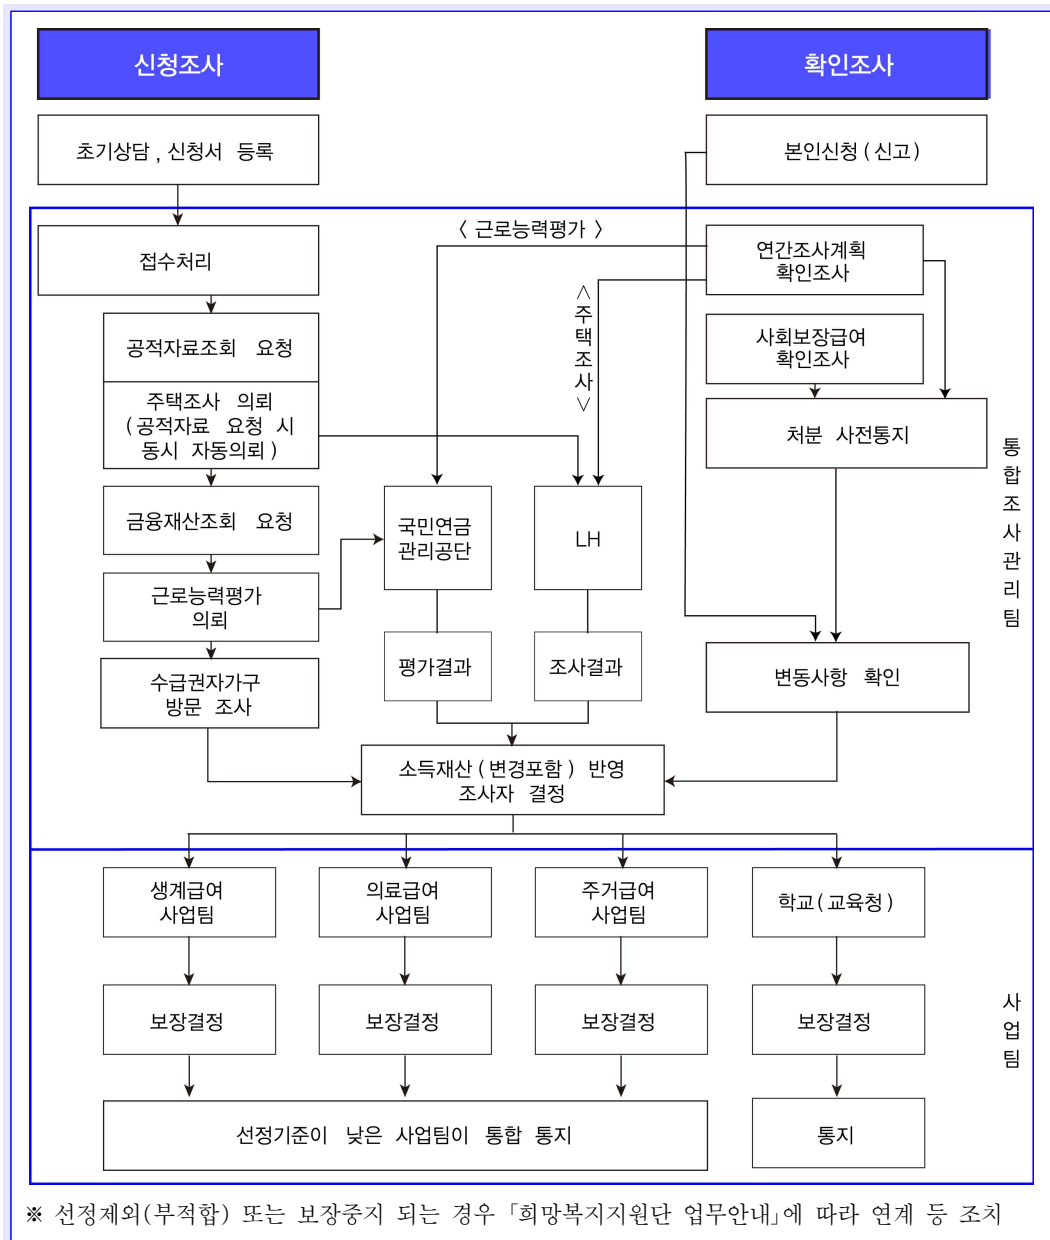 신청조사
확인조사
초기상담, 신청서 등록
본인신청(신고)
〈 근로능력평가 〉
접수처리
연간조사계획
확인조사
〈주택조사〉
공적자료조회 요청
사회보장급여
확인조사
주택조사 의뢰
(공적자료 요청 시
동시 자동의뢰)
처분 사전통지
통합조사관리팀
금융재산조회 요청
국민연금
관리공단
LH
근로능력평가
의뢰
평가결과
조사결과
변동사항 확인
수급권자가구
방문 조사
소득재산(변경포함) 반영
조사자 결정
생계급여
사업팀
의료급여
사업팀
주거급여
사업팀
학교(교육청)
보장결정
보장결정
보장결정
보장결정
사업팀
선정기준이 낮은 사업팀이 통합 통지
통지
※ 선정제외(부적합) 또는 보장중지 되는 경우 「희망복지지원단 업무안내」에 따라 연계 등 조치